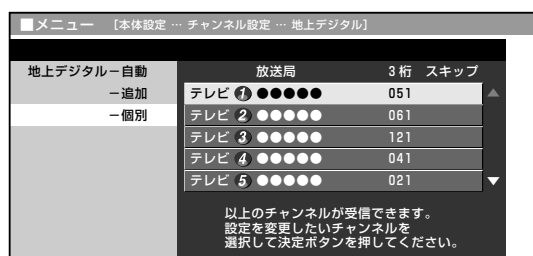 ■メニュー [本体設定 … チャンネル設定 … 地上デジタル]
地上デジタルー自動
ー追加
ー個別
放送局 3桁 スキップ
テレビ 1 ●●●●● 051
テレビ 2 ●●●●● 061
テレビ 3 ●●●●● 121
テレビ 4 ●●●●● 041
テレビ 5 ●●●●● 021
以上のチャンネルが受信できます。
設定を変更したいチャンネルを
選択して決定ボタンを押してください。